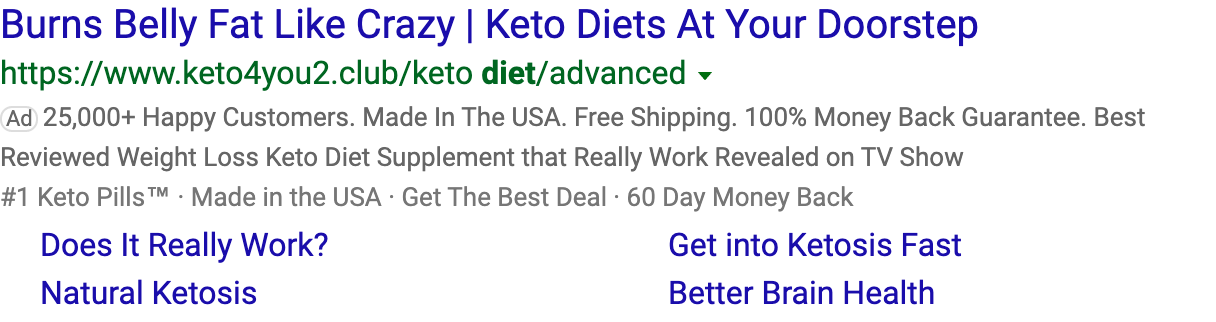 Burns Belly Fat Like Crazy | Keto Diets At Your Doorstep
https://www.keto4you2.club/keto diet/advanced
Ad 25,000+ Happy Customers. Made In The USA. Free Shipping. 100% Money Back Guarantee. Best
Reviewed Weight Loss Keto Diet Supplement that Really Work Revealed on TV Show
#1 Keto Pills™ · Made in the USA · Get The Best Deal · 60 Day Money Back
Does It Really Work? Get into Ketosis Fast
Natural Ketosis Better Brain Health